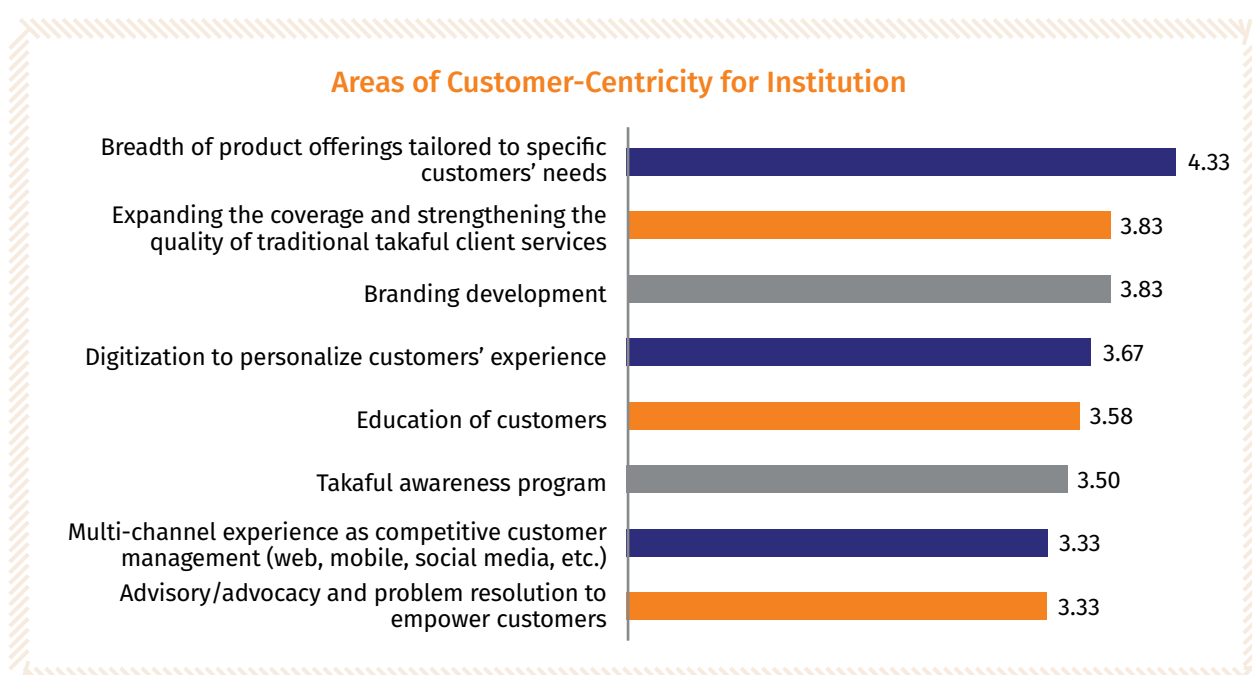 Areas of Customer-Centricity for Institution
Breadth of product offerings tailored to specific
customers’ needs
4.33
Expanding the coverage and strengthening the
quality of traditional takaful client services
3.83
Branding development
3.83
Digitization to personalize customers’ experience
3.67
Education of customers
3.58
Takaful awareness program
3.50
Multi-channel experience as competitive customer
management (web, mobile, social media, etc.)
3.33
Advisory/advocacy and problem resolution to
empower customers
3.33